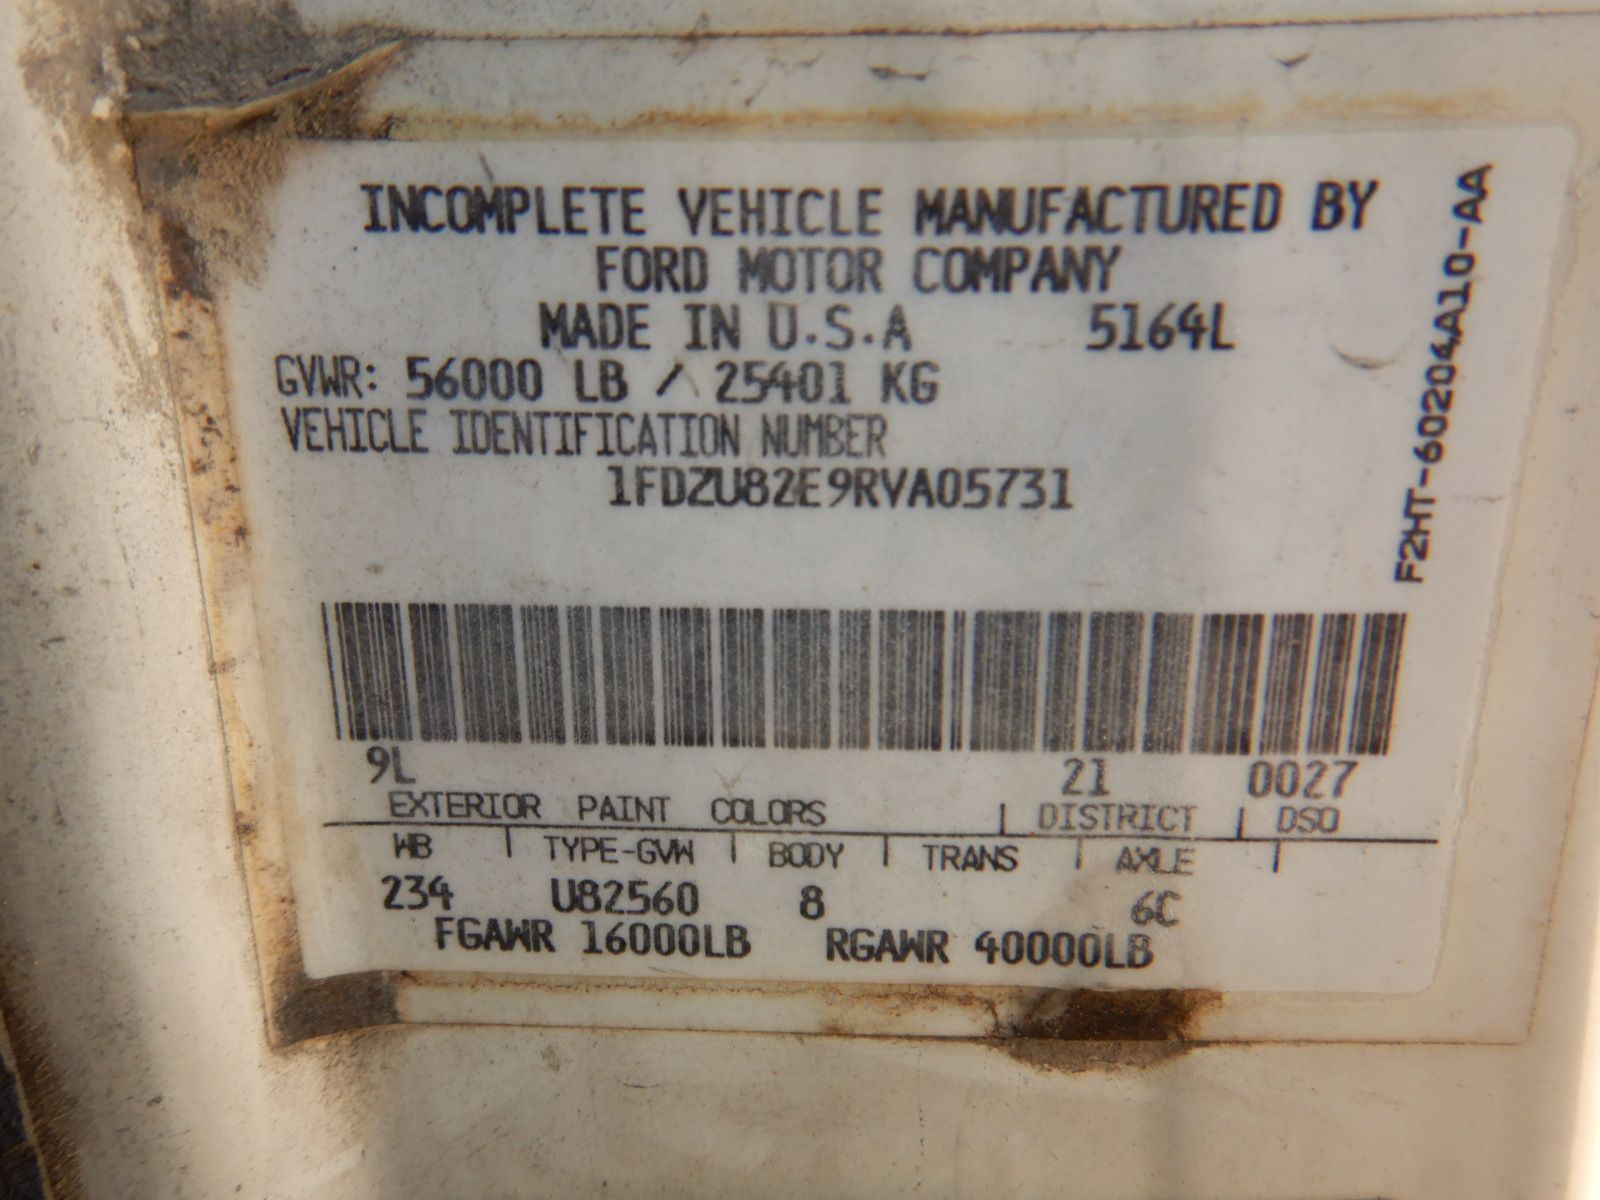 INCOMPLETE VEHICLE MANUFACTURED BY
FORD MOTOR COMPANY
MADE IN U.S.A 5164L
GVWR: 56000 LB / 25401 KG
VEHICLE IDENTIFICATION NUMBER
1FDZU82E9RVA05731
F2HT-60204A10-AA
9L 21 0027
EXTERIOR PAINT COLORS | DISTRICT | DSO
WB | TYPE-GVW | BODY | TRANS | AXLE |
234 U82560 8 6C
FGAWR 16000LB RGAWR 40000LB